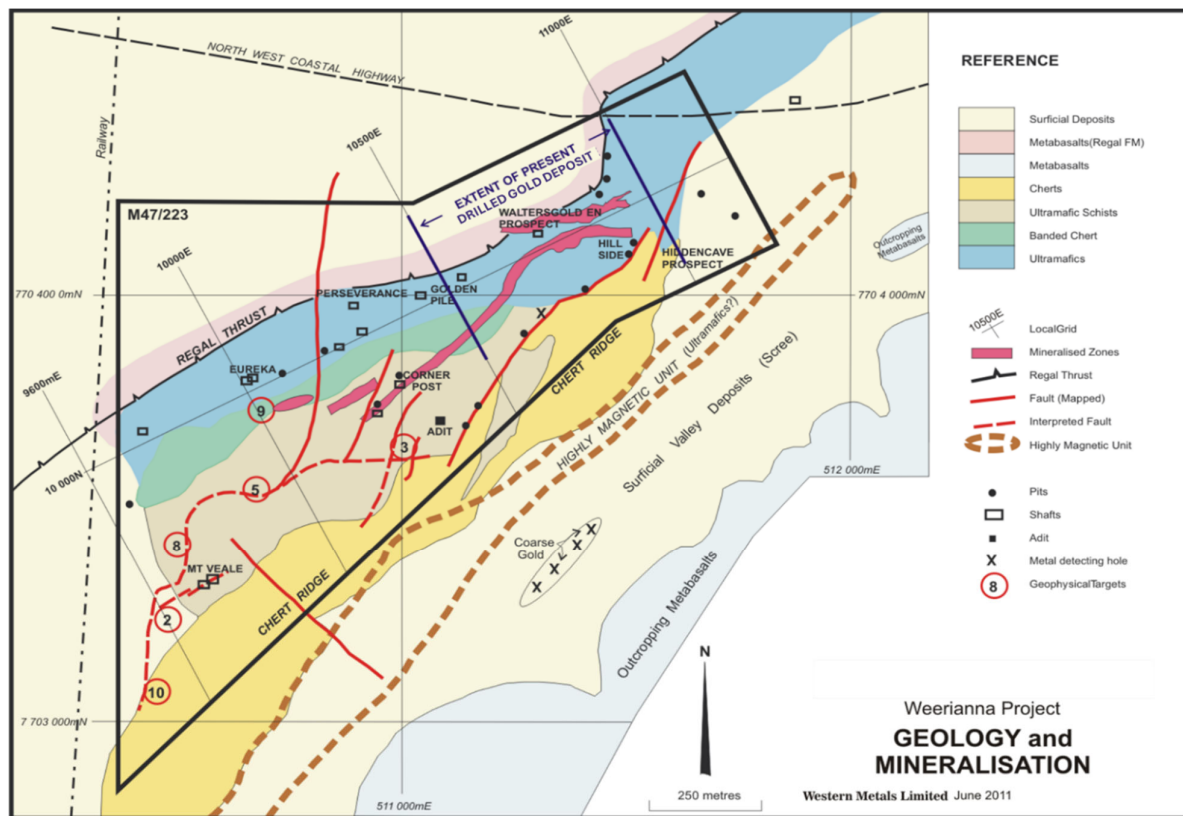 NORTH WEST COASTAL HIGHWAY
Railway
11000E
10500E
EXTENT OF PRESENT
DRILLED GOLD DEPOSIT
M47/223
10000E
WALTERSGOLD EN
PROSPECT
HILL
SIDE
HIDDENCAVE
PROSPECT
Outcropping
Metabasalts
770 400 0mN
770 4 000mN
REGAL THRUST
PERSEVERANCE
GOLDEN
PILE
9600mE
EUREKA
CORNER
POST
ADIT
CHERT RIDGE
HIGHLY MAGNETIC UNIT (Ultramafics?)
Surficial Valley Deposits (Scree)
9
3
10 000N
5
512 000mE
8
MT VEALE
2
10
CHERT RIDGE
Coarse
Gold
X
X
X
X
X
Outcropping Metabasalts
7 703 000mN
511 000mE
REFERENCE
Surficial Deposits
Metabasalts(Regal FM)
Metabasalts
Cherts
Ultramafic Schists
Banded Chert
Ultramafics
10500E
LocalGrid
Mineralised Zones
Regal Thrust
Fault (Mapped)
Interpreted Fault
Highly Magnetic Unit
Pits
Shafts
Adit
X Metal detecting hole
8 GeophysicalTargets
N
250 metres
Weerianna Project
GEOLOGY and
MINERALISATION
Western Metals Limited June 2011